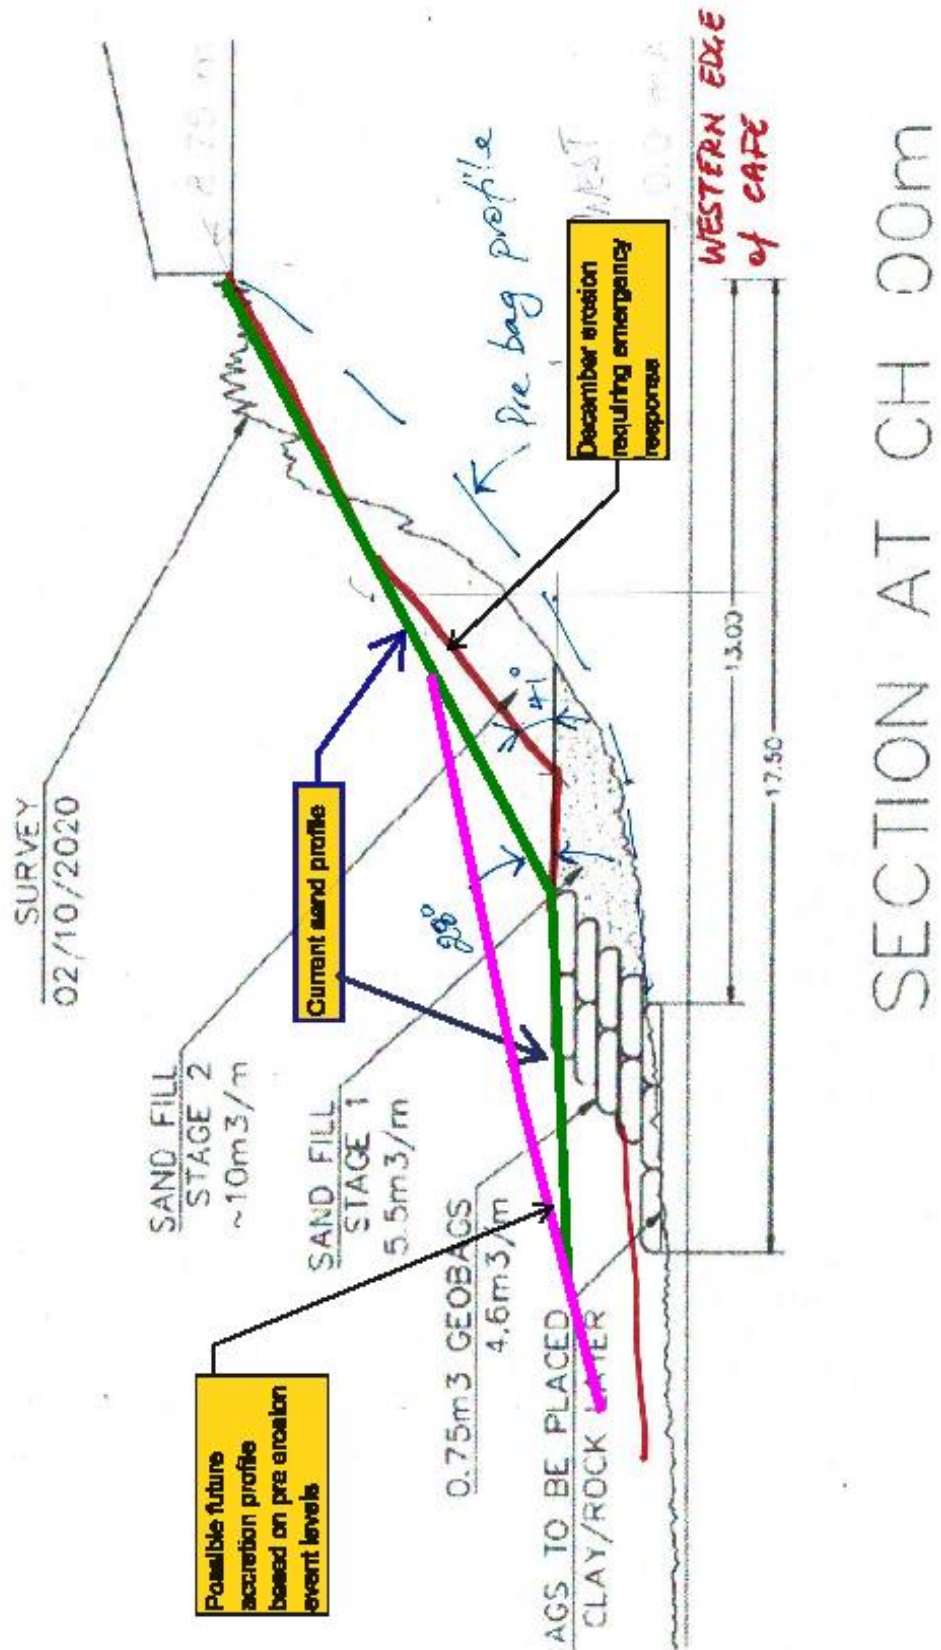 SURVEY
02/10/2020
SAND FILL
STAGE 2
~10m3/m
SAND FILL
STAGE 1
5.5m3/m
0.75m3 GEOBAGS
4.6m3/m
AGS TO BE PLACED
CLAY/ROCK LAYER
Possible future
accretion profile
based on pre erosion
event levels
Current sand profile
December erosion
requiring emergency
response
Pre bag profile
WEST
28°
41°
13.00
17.50
WESTERN EDGE
of CAFE
SECTION AT CH 00m